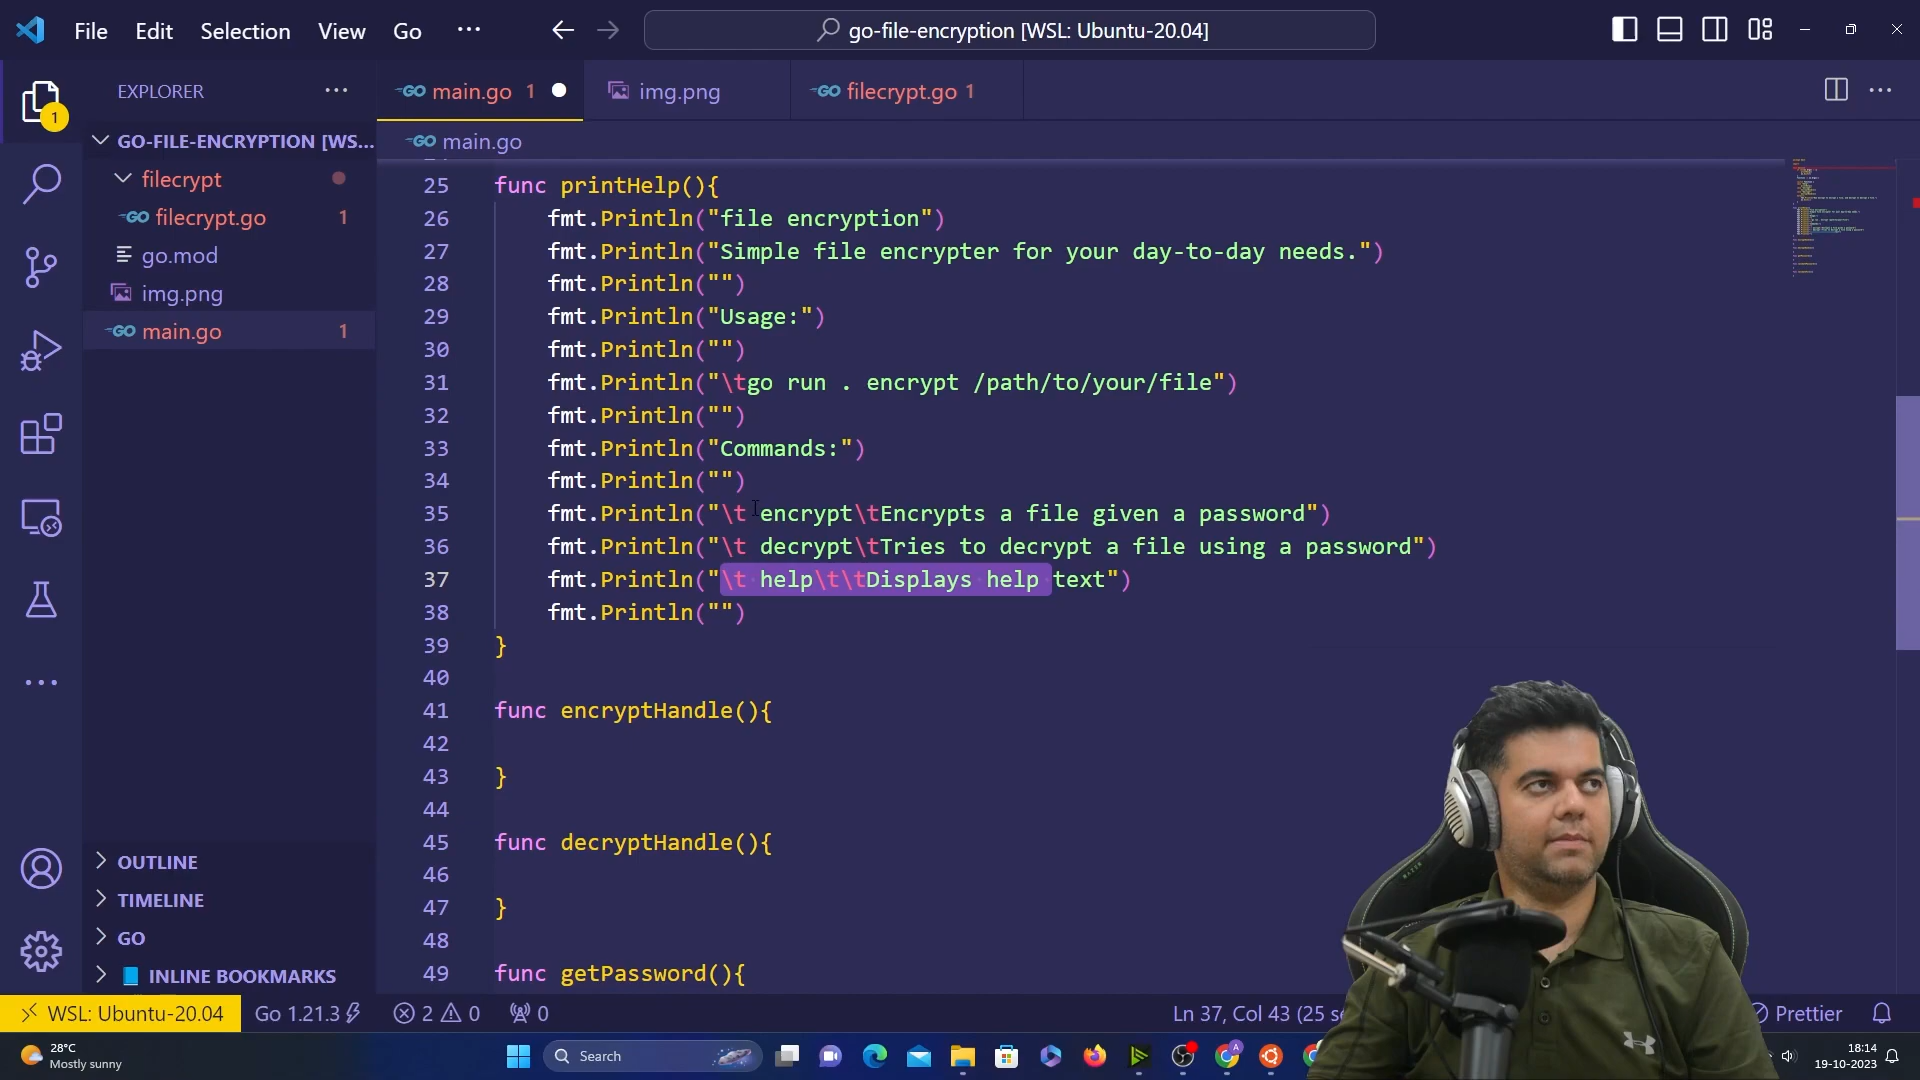 File Edit Selection View Go ··· go-file-encryption [WSL: Ubuntu-20.04]
EXPLORER ···
main.go 1
img.png
filecrypt.go 1
1
GO-FILE-ENCRYPTION [WS...
filecrypt
filecrypt.go 1
go.mod
img.png
main.go 1
main.go
25 func printHelp(){
26 fmt.Println("file encryption")
27 fmt.Println("Simple file encrypter for your day-to-day needs.")
28 fmt.Println("")
29 fmt.Println("Usage:")
30 fmt.Println("")
31 fmt.Println("\tgo run . encrypt /path/to/your/file")
32 fmt.Println("")
33 fmt.Println("Commands:")
34 fmt.Println("")
35 fmt.Println("\t encrypt\tEncrypts a file given a password")
36 fmt.Println("\t decrypt\tTries to decrypt a file using a password")
37 fmt.Println("\t help\t\tDisplays help text")
38 fmt.Println("")
39 }
40
41 func encryptHandle(){
42
43 }
44
45 func decryptHandle(){
46
47 }
48
49 func getPassword(){
OUTLINE
TIMELINE
GO
INLINE BOOKMARKS
WSL: Ubuntu-20.04 Go 1.21.3 2 0 0 Ln 37, Col 43 (25 se Prettier
28°C
Mostly sunny
Search
18:14
19-10-2023